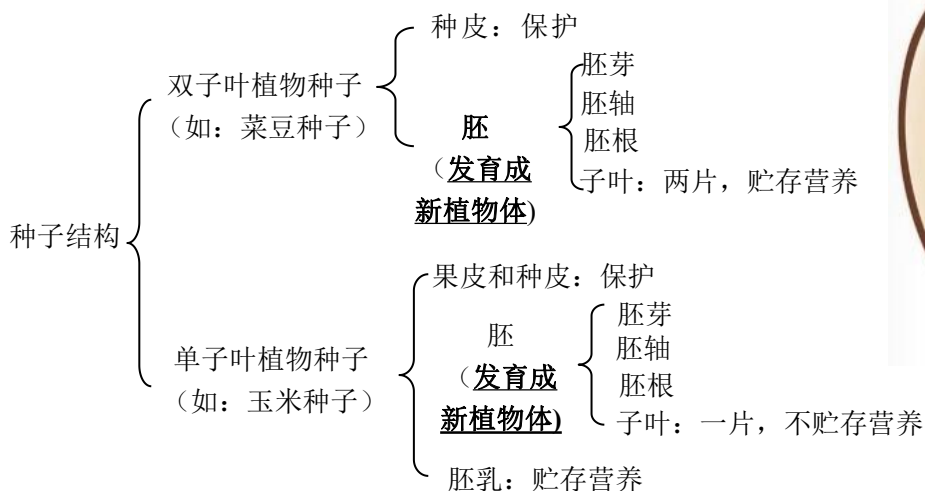 种子结构
双子叶植物种子
（如：菜豆种子）
种皮：保护
胚
（发育成
新植物体)
胚芽
胚轴
胚根
子叶：两片，贮存营养
单子叶植物种子
（如：玉米种子）
果皮和种皮：保护
胚
（发育成
新植物体)
胚芽
胚轴
胚根
子叶：一片，不贮存营养
胚乳：贮存营养